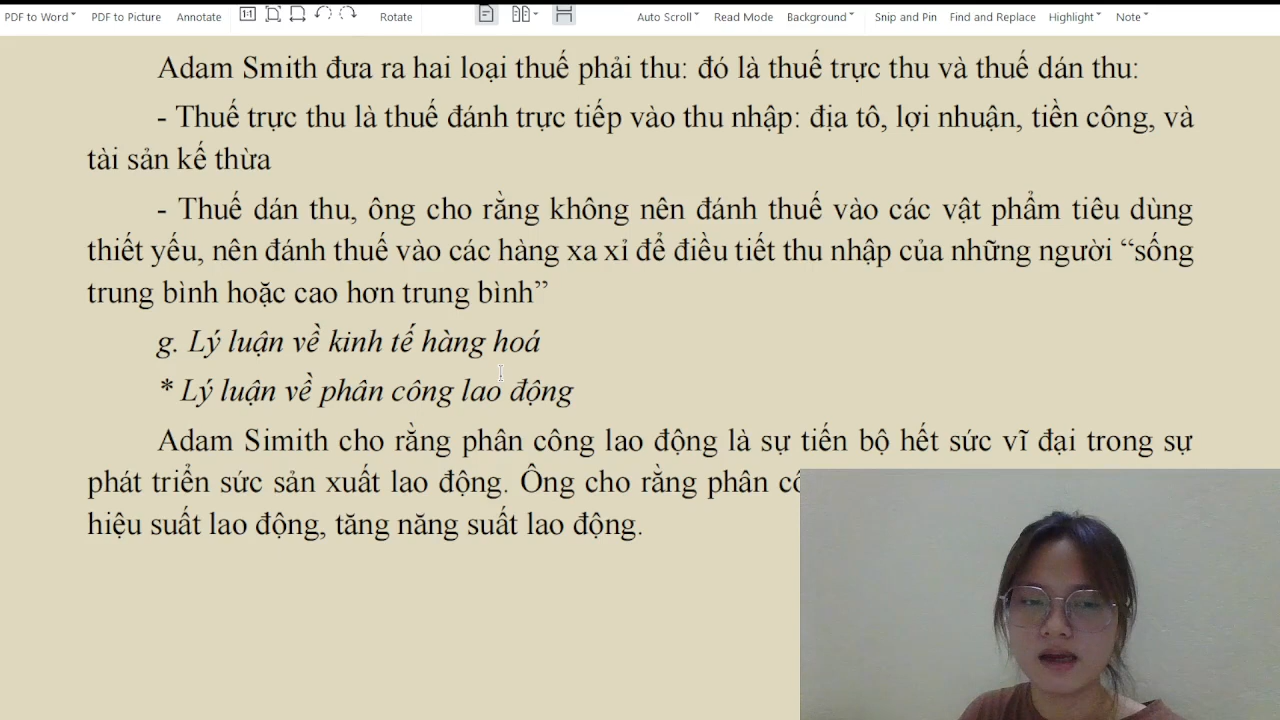 PDF to Word PDF to Picture Annotate Rotate Auto Scroll Read Mode Background Snip and Pin Find and Replace Highlight Note
Adam Smith đưa ra hai loại thuế phải thu: đó là thuế trực thu và thuế dán thu:
- Thuế trực thu là thuế đánh trực tiếp vào thu nhập: địa tô, lợi nhuận, tiền công, và
tài sản kế thừa
- Thuế dán thu, ông cho rằng không nên đánh thuế vào các vật phẩm tiêu dùng
thiết yếu, nên đánh thuế vào các hàng xa xỉ để điều tiết thu nhập của những người “sống
trung bình hoặc cao hơn trung bình”
g. Lý luận về kinh tế hàng hoá
* Lý luận về phân công lao động
Adam Simith cho rằng phân công lao động là sự tiến bộ hết sức vĩ đại trong sự
phát triển sức sản xuất lao động. Ông cho rằng phân
hiệu suất lao động, tăng năng suất lao động.